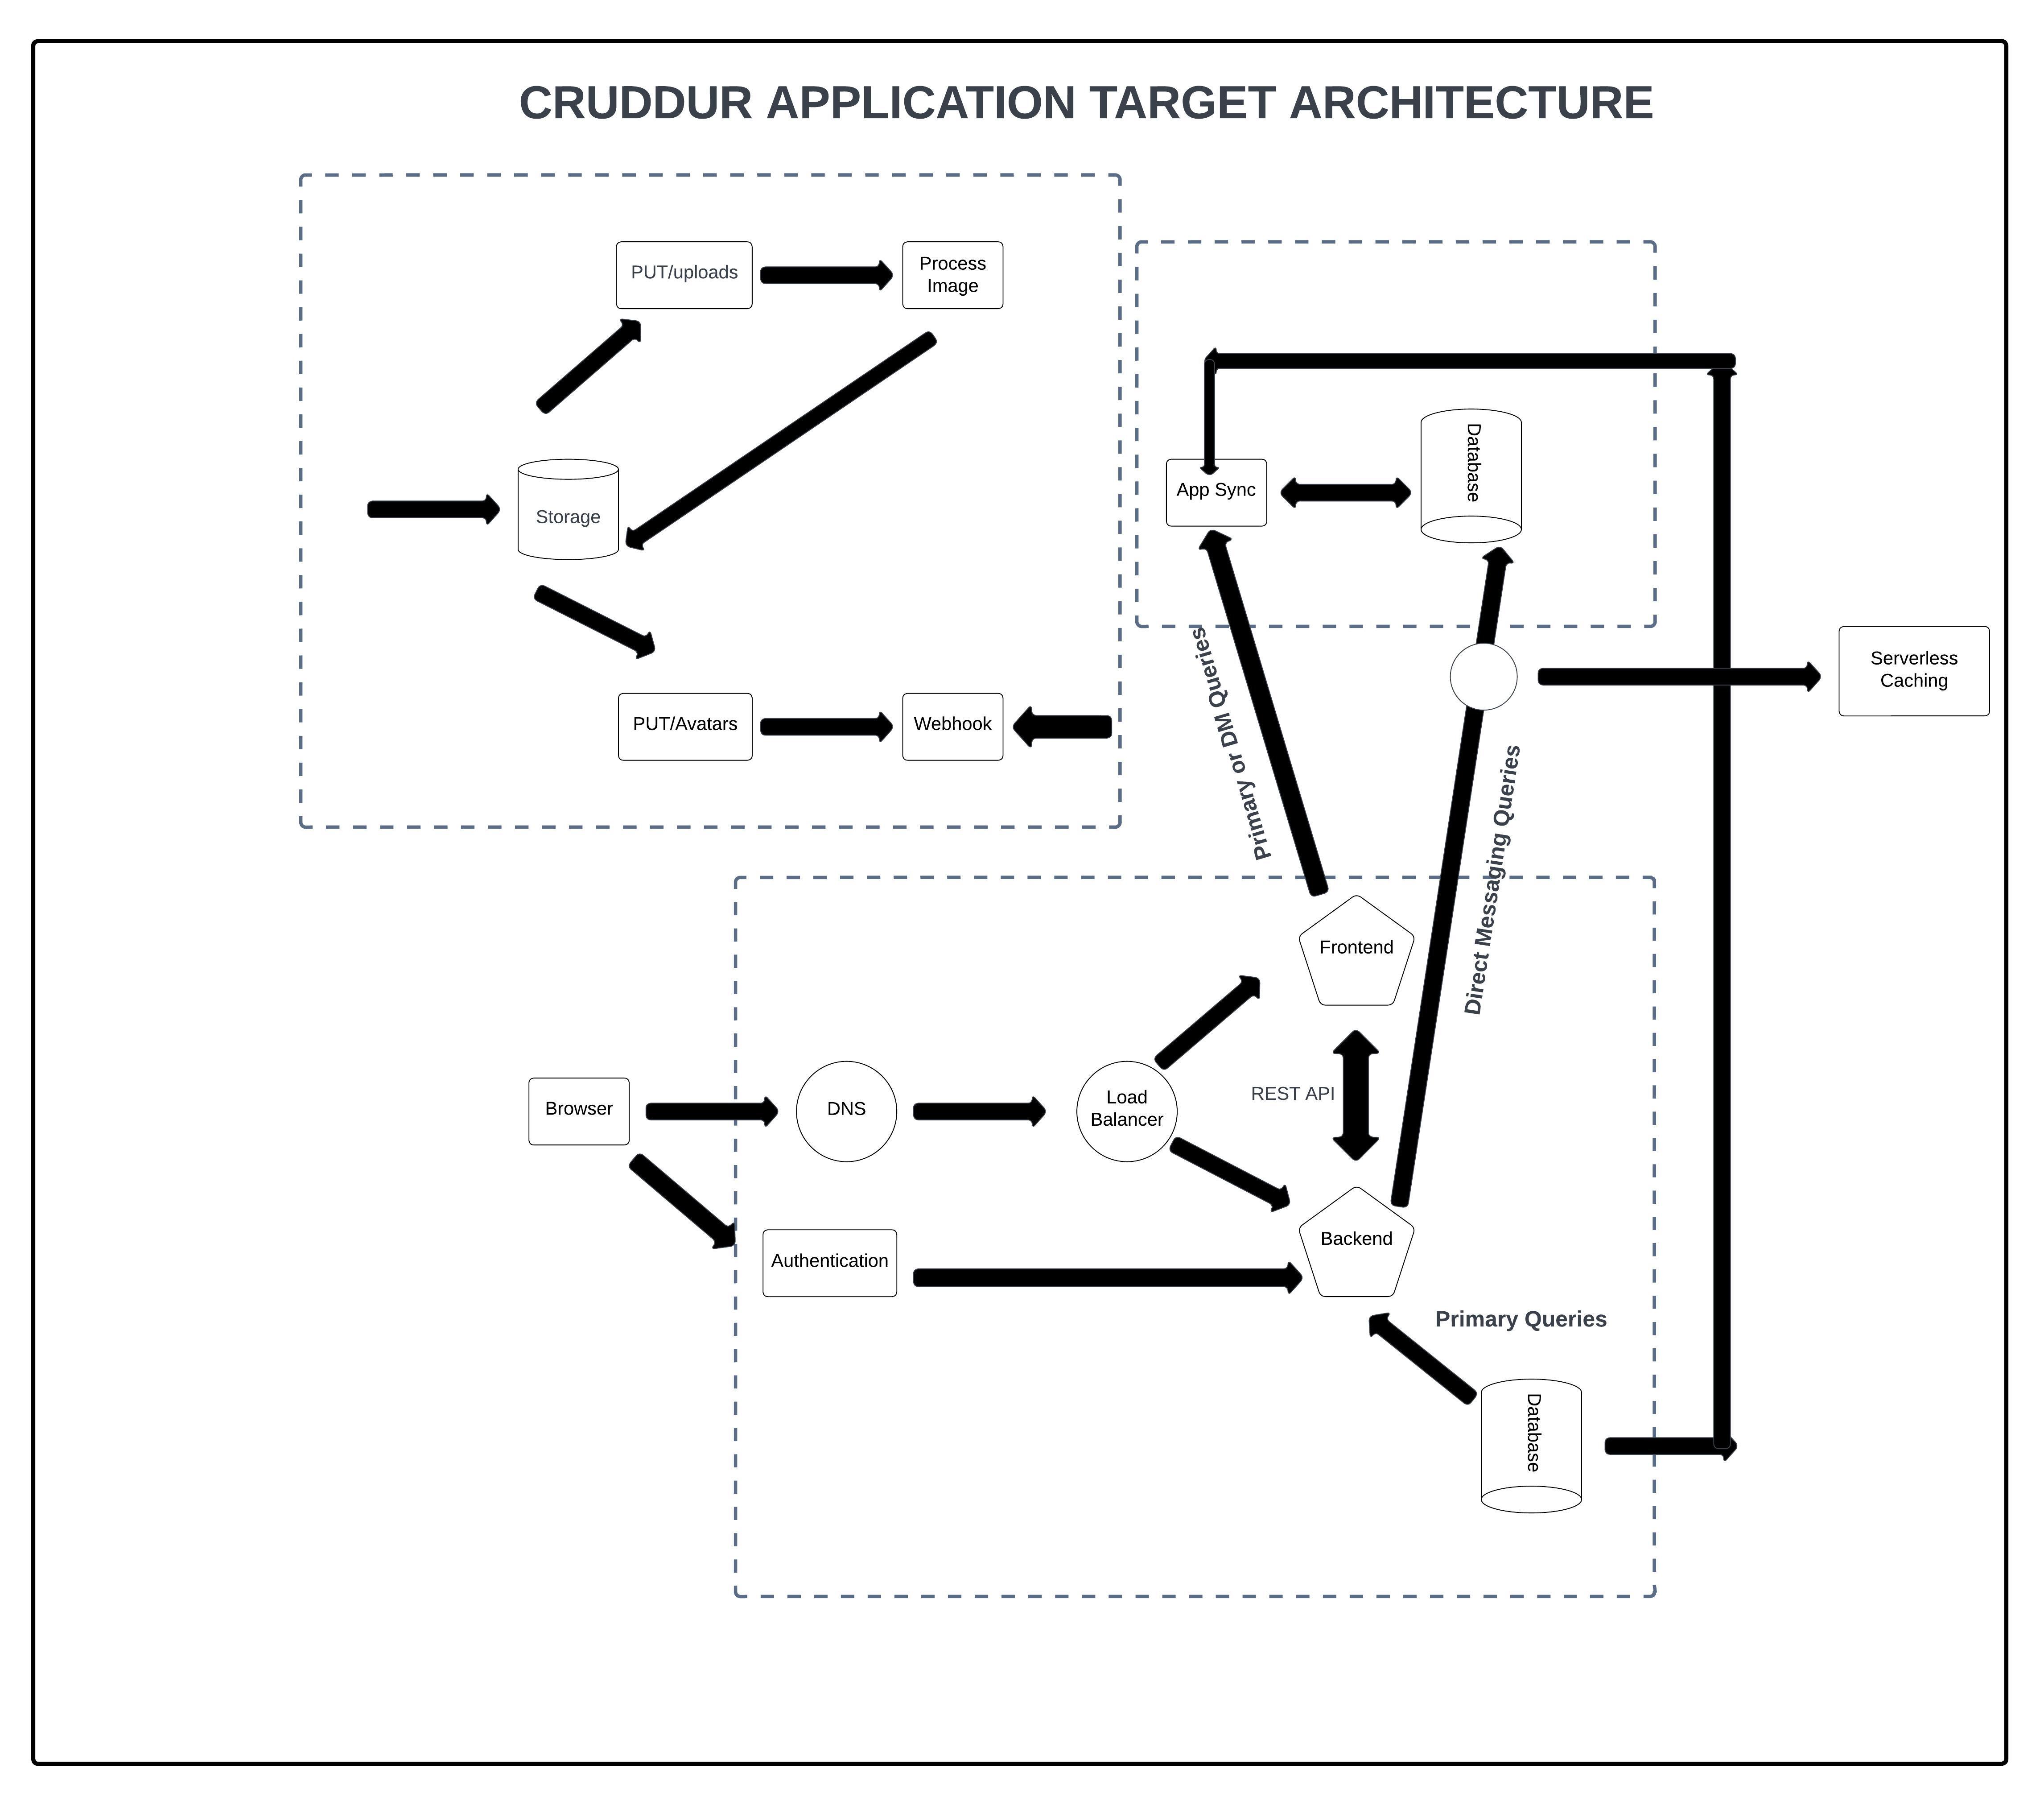 CRUDDUR APPLICATION TARGET ARCHITECTURE
PUT/uploads
Process
Image
Storage
PUT/Avatars
Webhook
App Sync
Database
Serverless
Caching
Primary or DM Queries
Direct Messaging Queries
Frontend
REST API
Browser
DNS
Load
Balancer
Authentication
Backend
Primary Queries
Database